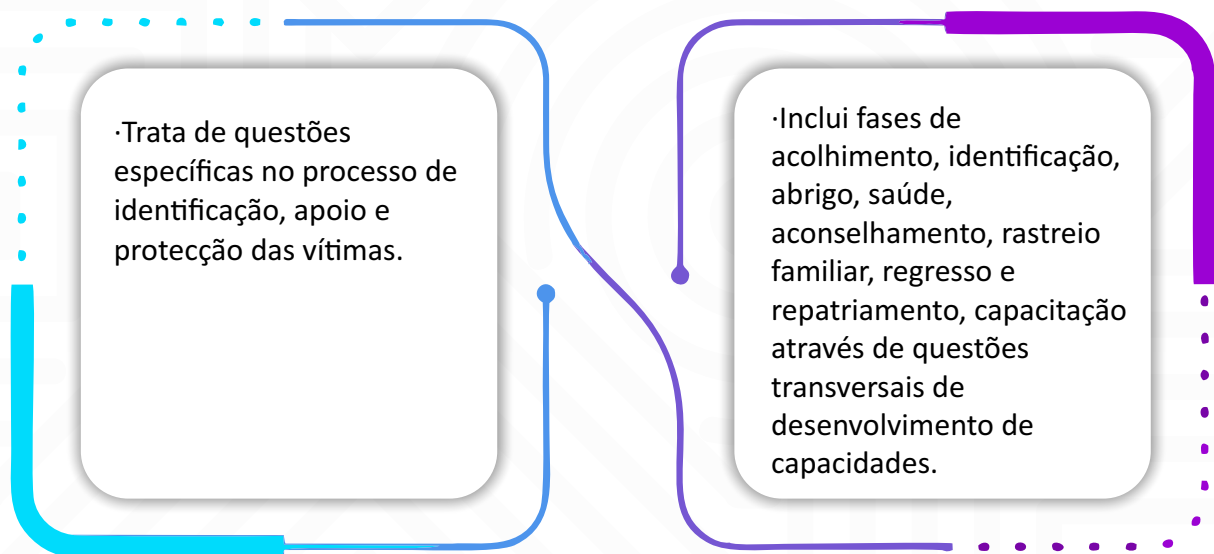 ·Trata de questões
específicas no processo de
identificação, apoio e
protecção das vítimas.
·Inclui fases de
acolhimento, identificação,
abrigo, saúde,
aconselhamento, rastreio
familiar, regresso e
repatriamento, capacitação
através de questões
transversais de
desenvolvimento de
capacidades.